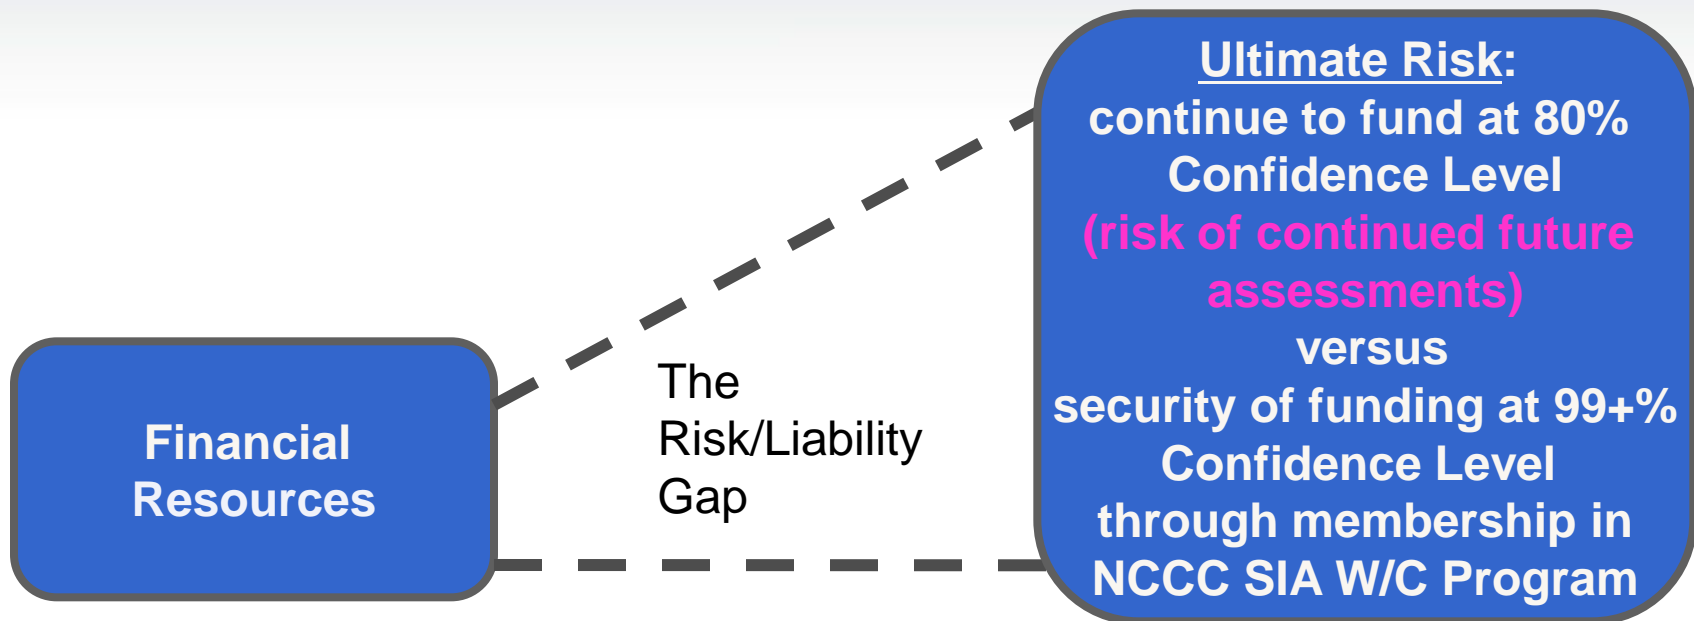 Financial
Resources
The
Risk/Liability
Gap
Ultimate Risk:
continue to fund at 80%
Confidence Level
(risk of continued future
assessments)
versus
security of funding at 99+%
Confidence Level
through membership in
NCCC SIA W/C Program